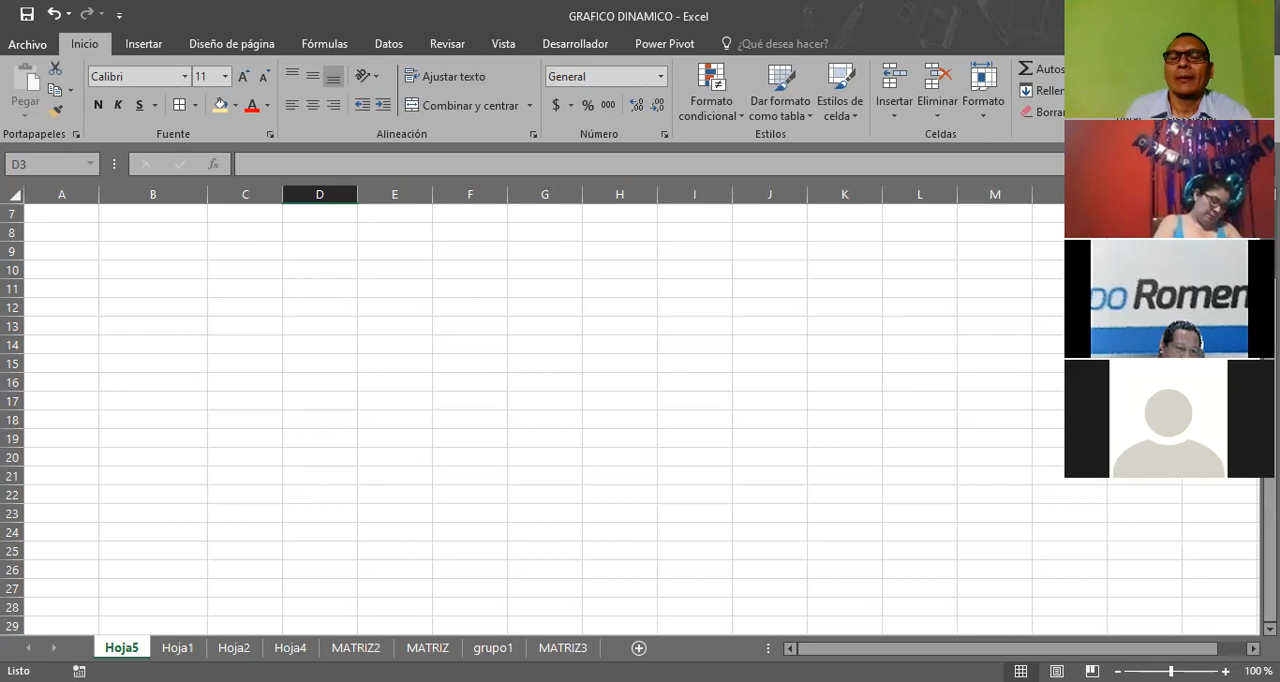 GRAFICO DINAMICO - Excel
Archivo Inicio Insertar Diseño de página Fórmulas Datos Revisar Vista Desarrollador Power Pivot ¿Qué desea hacer?
Pegar
Portapapeles
Calibri 11
N K S
Fuente
Ajustar texto
Combinar y centrar
Alineación
General
$ % 000
Número
Formato condicional
Dar formato como tabla
Estilos de celda
Estilos
Insertar Eliminar Formato
Celdas
Autos
Reller
Borra
D3 fx
A B C D E F G H I J K L M
7
8
9
10
11
12
13
14
15
16
17
18
19
20
21
22
23
24
25
26
27
28
29
Romen
Hoja5 Hoja1 Hoja2 Hoja4 MATRIZ2 MATRIZ grupo1 MATRIZ3
Listo 100 %